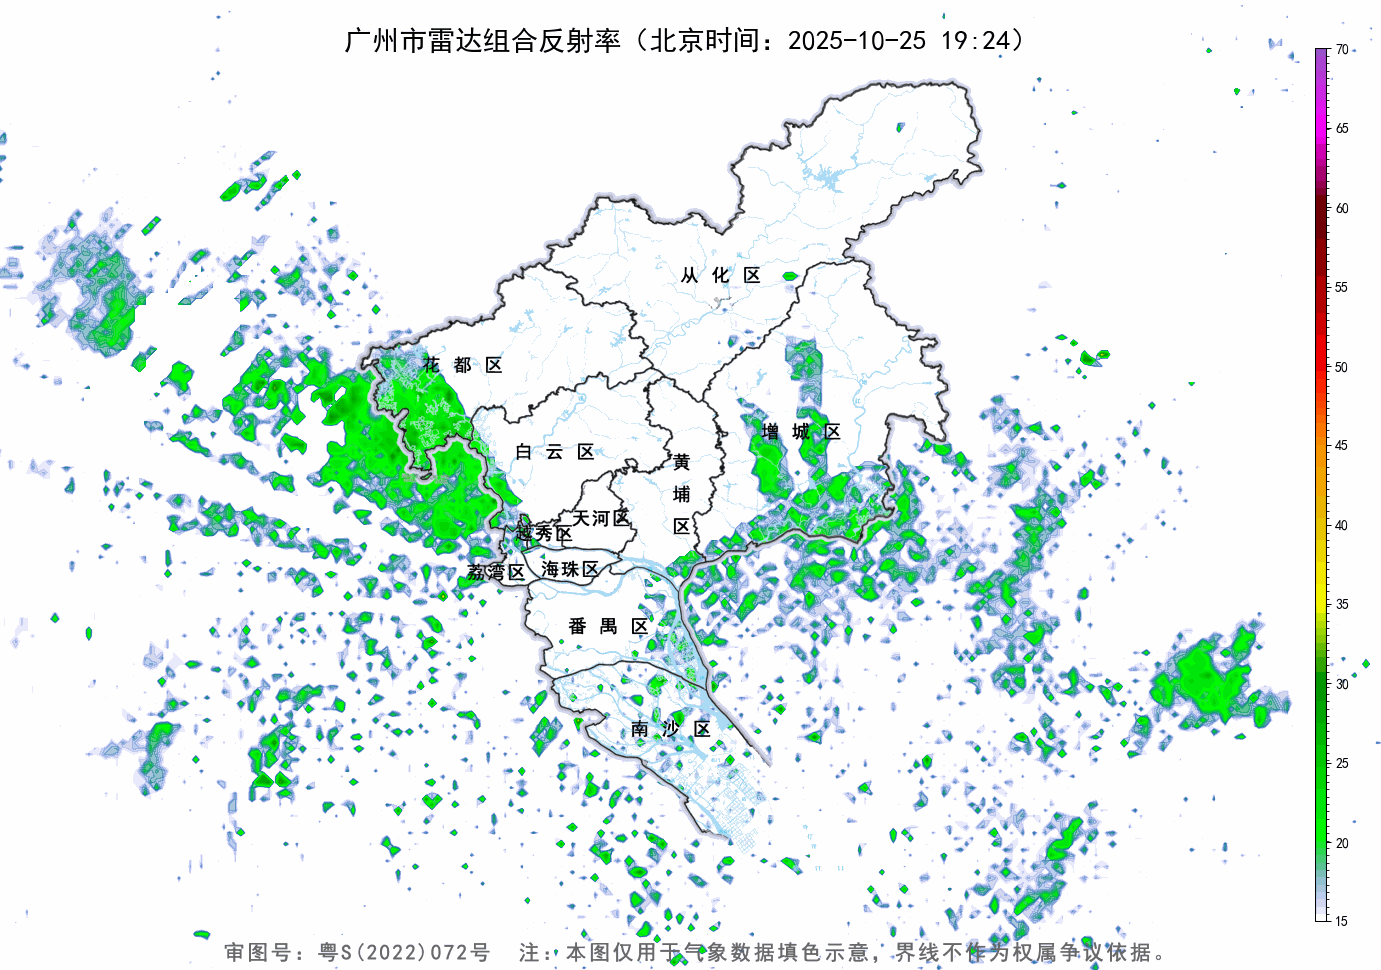 广州市雷达组合反射率（北京时间：2025-10-25 19:24）
70
65
60
55
50
45
40
35
30
25
20
15
从化区
花都区
增城区
白云区
黄埔区
天河区
越秀区
荔湾区
海珠区
番禺区
南沙区
审图号：粤S(2022)072号 注：本图仅用于气象数据填色示意，界线不作为权属争议依据。